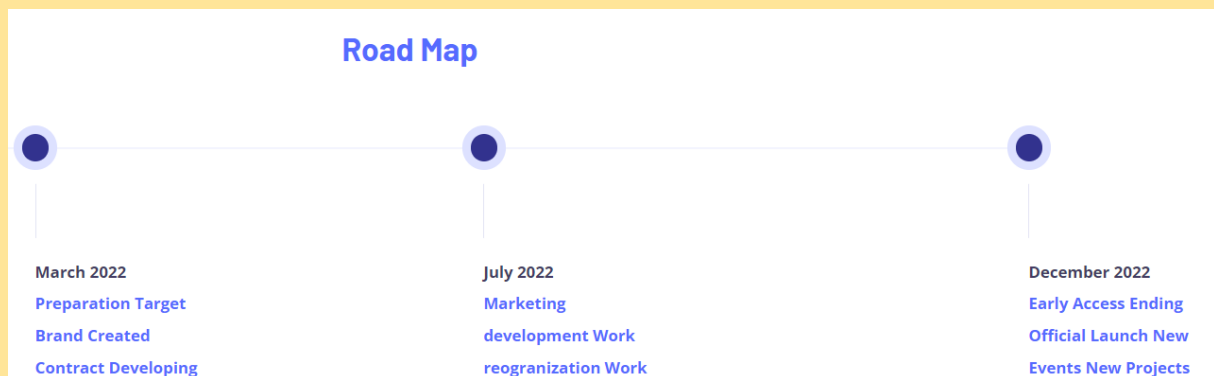 Road Map
March 2022
Preparation Target
Brand Created
Contract Developing
July 2022
Marketing
development Work
reogranization Work
December 2022
Early Access Ending
Official Launch New
Events New Projects